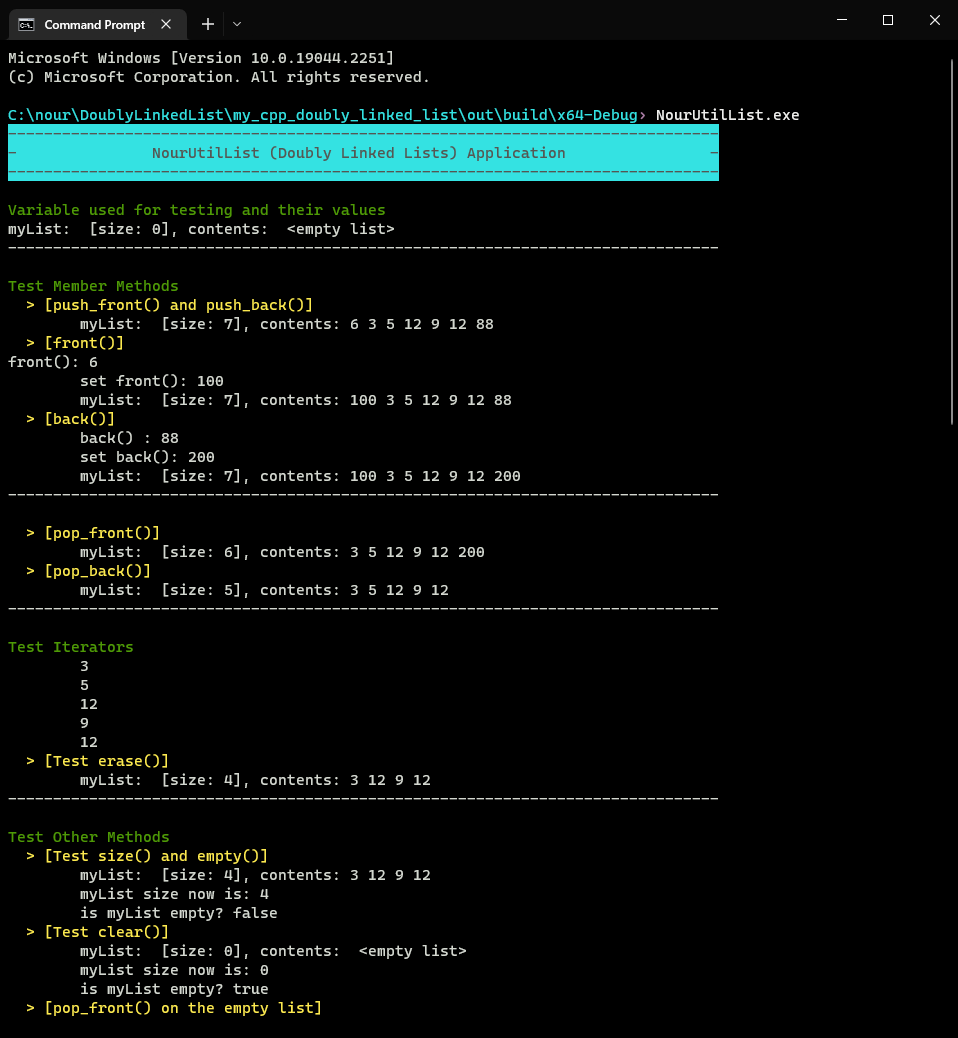 Command Prompt
Microsoft Windows [Version 10.0.19044.2251]
(c) Microsoft Corporation. All rights reserved.
C:\nour\DoublyLinkedList\my_cpp_doubly_linked_list\out\build\x64-Debug> NourUtilList.exe
-------------------------------------------------------------------------------
-               NourUtilList (Doubly Linked Lists) Application                -
-------------------------------------------------------------------------------
Variable used for testing and their values
myList:  [size: 0], contents:  <empty list>
-------------------------------------------------------------------------------
Test Member Methods
  > [push_front() and push_back()]
        myList:  [size: 7], contents: 6 3 5 12 9 12 88
  > [front()]
front(): 6
        set front(): 100
        myList:  [size: 7], contents: 100 3 5 12 9 12 88
  > [back()]
        back() : 88
        set back(): 200
        myList:  [size: 7], contents: 100 3 5 12 9 12 200
-------------------------------------------------------------------------------
  > [pop_front()]
        myList:  [size: 6], contents: 3 5 12 9 12 200
  > [pop_back()]
        myList:  [size: 5], contents: 3 5 12 9 12
-------------------------------------------------------------------------------
Test Iterators
        3
        5
        12
        9
        12
  > [Test erase()]
        myList:  [size: 4], contents: 3 12 9 12
-------------------------------------------------------------------------------
Test Other Methods
  > [Test size() and empty()]
        myList:  [size: 4], contents: 3 12 9 12
        myList size now is: 4
        is myList empty? false
  > [Test clear()]
        myList:  [size: 0], contents:  <empty list>
        myList size now is: 0
        is myList empty? true
  > [pop_front() on the empty list]